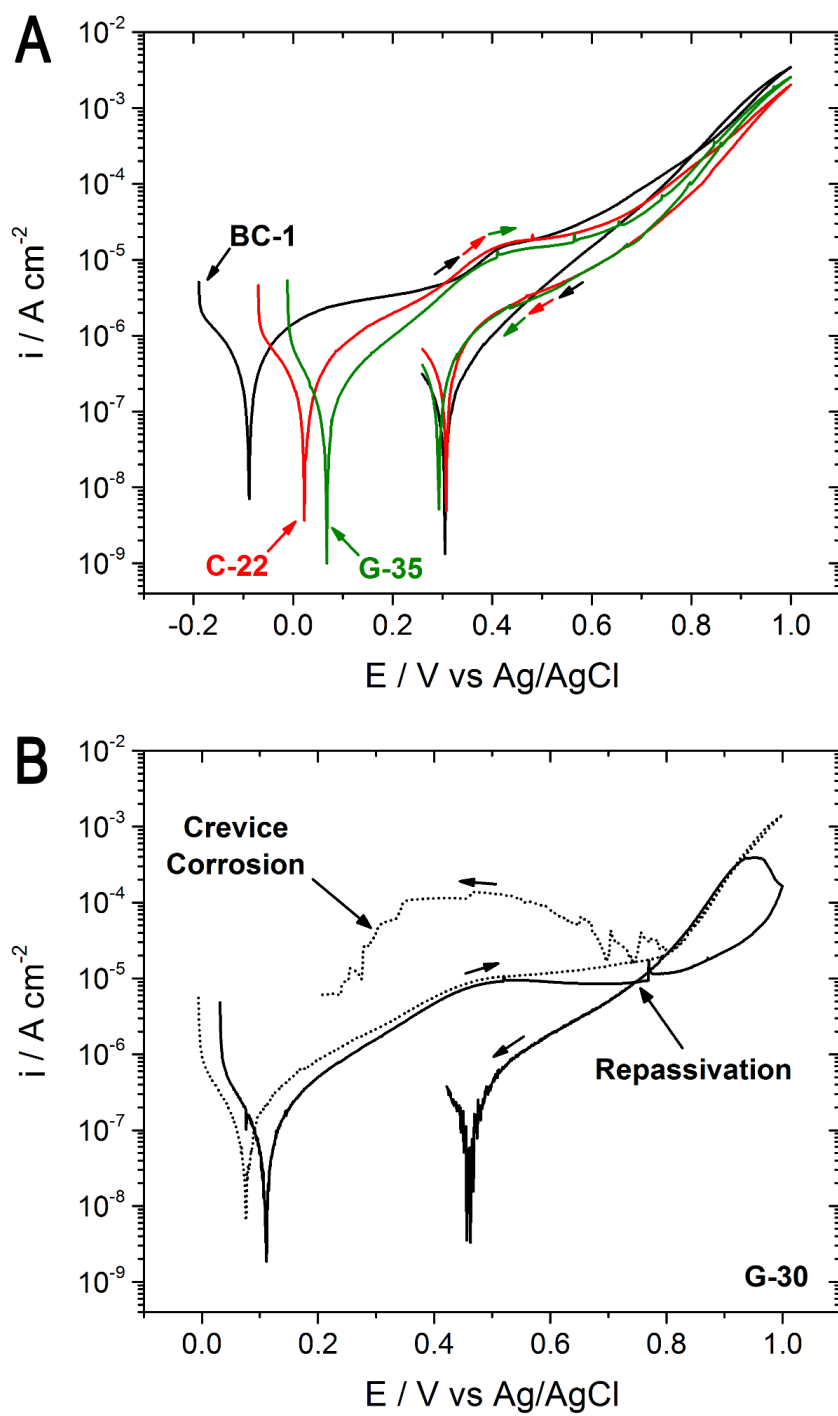 A
10⁻²
10⁻³
10⁻⁴
10⁻⁵
10⁻⁶
10⁻⁷
10⁻⁸
10⁻⁹
i / A cm⁻²
BC-1
C-22
G-35
-0.2 0.0 0.2 0.4 0.6 0.8 1.0
E / V vs Ag/AgCl
B
10⁻²
10⁻³
10⁻⁴
10⁻⁵
10⁻⁶
10⁻⁷
10⁻⁸
10⁻⁹
i / A cm⁻²
Crevice
Corrosion
Repassivation
G-30
0.0 0.2 0.4 0.6 0.8 1.0
E / V vs Ag/AgCl